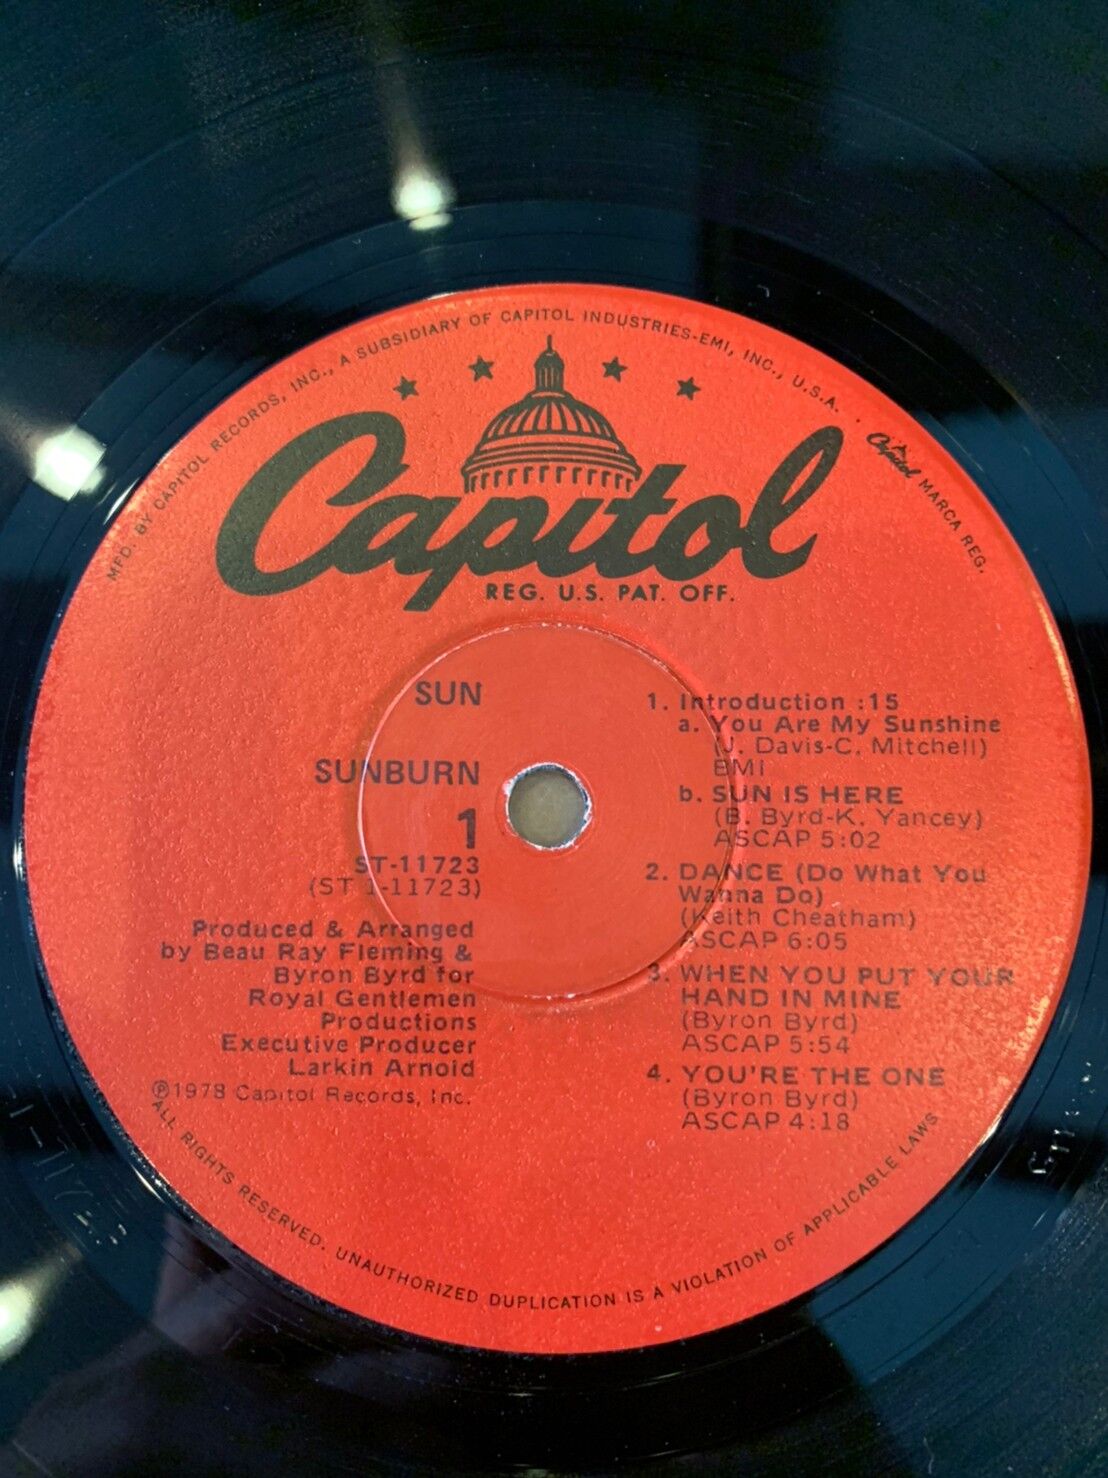 MFD. BY CAPITOL RECORDS, INC., A SUBSIDIARY OF CAPITOL INDUSTRIES-EMI, INC., U.S.A. . Capitol MARCA REG.
Capitol
REG. U.S. PAT. OFF.
SUN
SUNBURN
1
ST-11723
(ST 1-11723)
Produced & Arranged
by Beau Ray Fleming &
Byron Byrd for
Royal Gentlemen
Productions
Executive Producer
Larkin Arnold
℗1978 Capitol Records, Inc.
1. Introduction :15
a. You Are My Sunshine
(J. Davis-C. Mitchell)
BMI
b. SUN IS HERE
(B. Byrd-K. Yancey)
ASCAP 5:02
2. DANCE (Do What You
Wanna Do)
(Keith Cheatham)
ASCAP 6:05
3. WHEN YOU PUT YOUR
HAND IN MINE
(Byron Byrd)
ASCAP 5:54
4. YOU'RE THE ONE
(Byron Byrd)
ASCAP 4:18
ALL RIGHTS RESERVED. UNAUTHORIZED DUPLICATION IS A VIOLATION OF APPLICABLE LAWS
1-11723